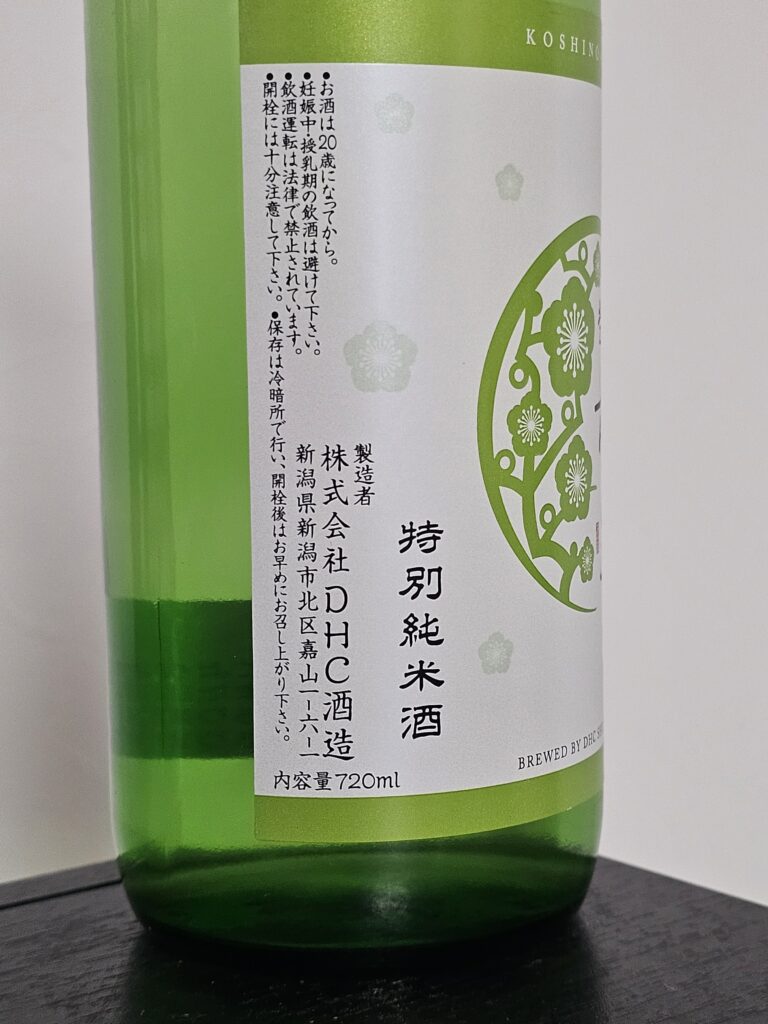 KOSHINO
特別純米酒
製造者
株式会社DHC酒造
新潟県新潟市北区嘉山一-六-一
●お酒は20歳になってから。
●妊娠中・授乳期の飲酒は避けて下さい。
●飲酒運転は法律で禁止されています。
●開栓には十分注意して下さい。 ●保存は冷暗所で行い、開栓後はお早めにお召し上がり下さい。
内容量720ml
BREWED BY DHC